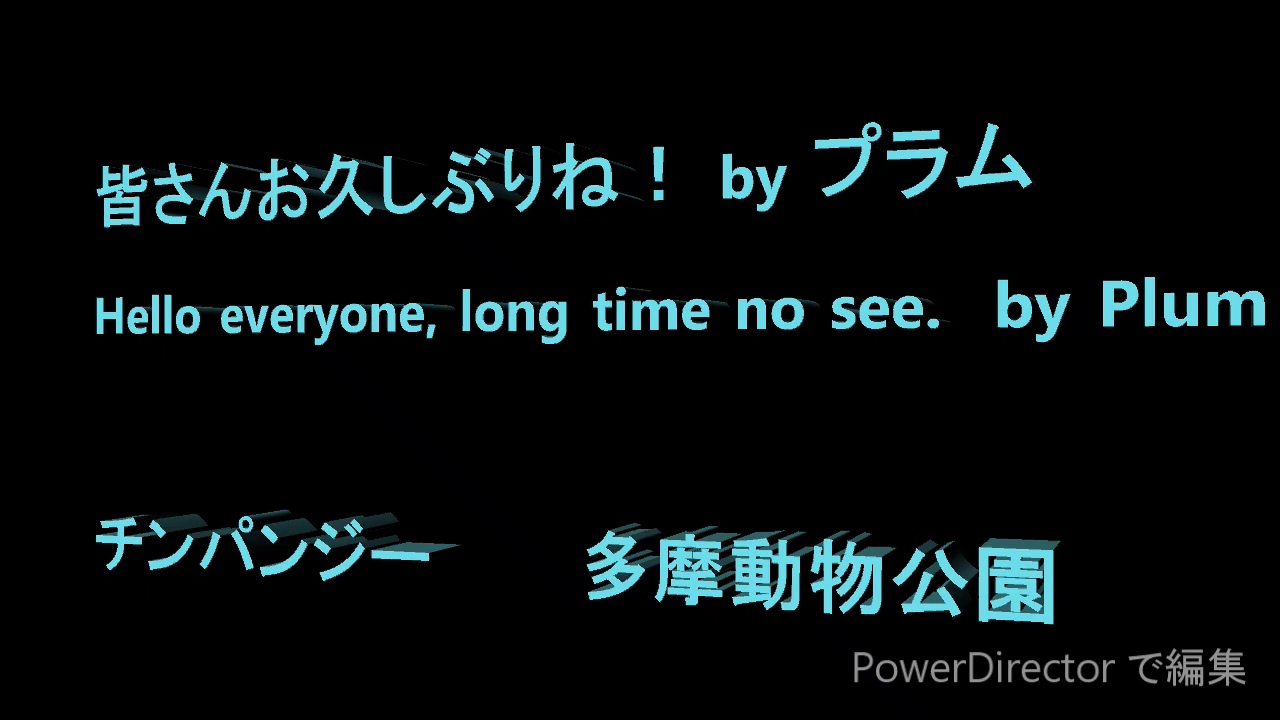 皆さんお久しぶりね！ by プラム
Hello everyone, long time no see. by Plum
チンパンジー 多摩動物公園
PowerDirector で編集